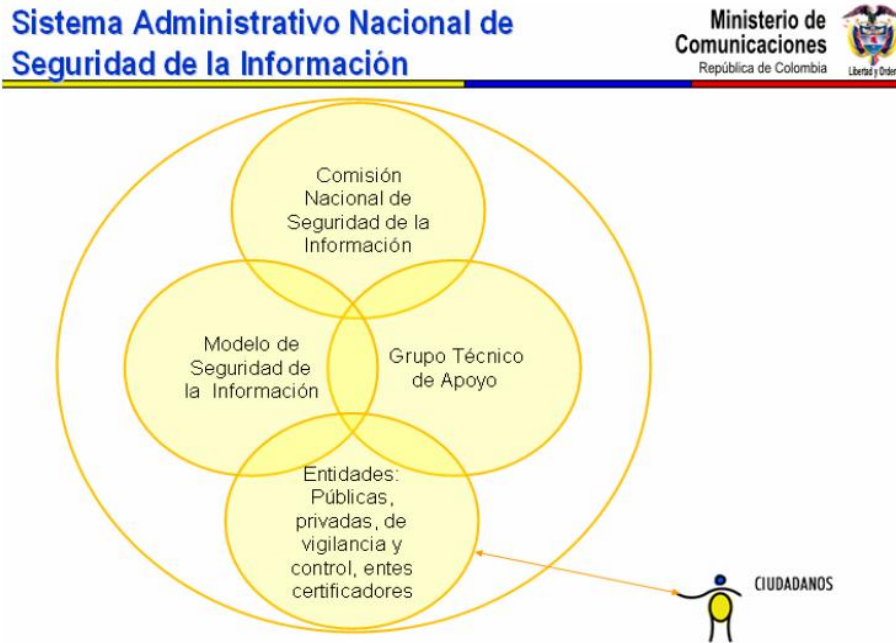 Sistema Administrativo Nacional de
Seguridad de la Información
Ministerio de
Comunicaciones
República de Colombia
Libertad y Orden
Comisión
Nacional de
Seguridad de la
Información
Modelo de
Seguridad de
la Información
Grupo Técnico
de Apoyo
Entidades:
Públicas,
privadas, de
vigilancia y
control, entes
certificadores
CIUDADANOS